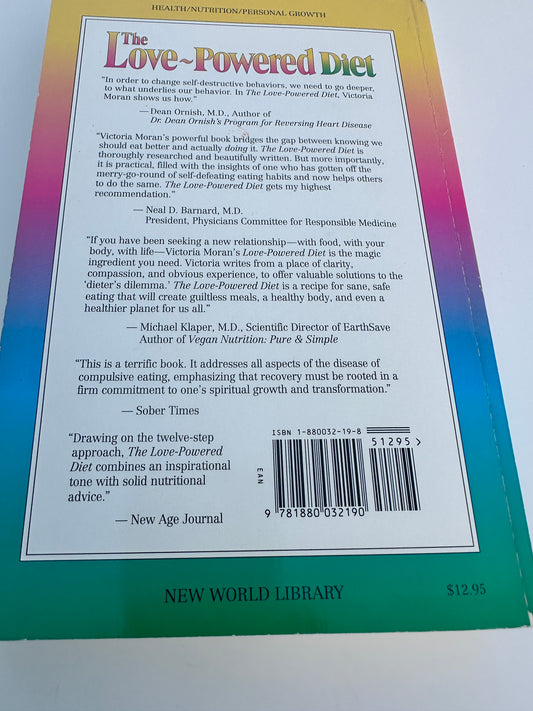 HEALTH/NUTRITION/PERSONAL GROWTH
The
Love~Powered Diet
"In order to change self-destructive behaviors, we need to go deeper,
to what underlies our behavior. In The Love-Powered Diet, Victoria
Moran shows us how."
— Dean Ornish, M.D., Author of
Dr. Dean Ornish's Program for Reversing Heart Disease
"Victoria Moran's powerful book bridges the gap between knowing we
should eat better and actually doing it. The Love-Powered Diet is
thoroughly researched and beautifully written. But more importantly,
it is practical, filled with the insights of one who has gotten off the
merry-go-round of self-defeating eating habits and now helps others
to do the same. The Love-Powered Diet gets my highest
recommendation."
— Neal D. Barnard, M.D.
President, Physicians Committee for Responsible Medicine
"If you have been seeking a new relationship—with food, with your
body, with life—Victoria Moran's Love-Powered Diet is the magic
ingredient you need. Victoria writes from a place of clarity,
compassion, and obvious experience, to offer valuable solutions to the
'dieter's dilemma.' The Love-Powered Diet is a recipe for sane, safe
eating that will create guiltless meals, a healthy body, and even a
healthier planet for us all."
— Michael Klaper, M.D., Scientific Director of EarthSave
Author of Vegan Nutrition: Pure & Simple
"This is a terrific book. It addresses all aspects of the disease of
compulsive eating, emphasizing that recovery must be rooted in a
firm commitment to one's spiritual growth and transformation."
— Sober Times
"Drawing on the twelve-step
approach, The Love-Powered
Diet combines an inspirational
tone with solid nutritional
advice."
— New Age Journal
ISBN 1-880032-19-8
51295>
EAN
9 781880 032190
NEW WORLD LIBRARY
$12.95